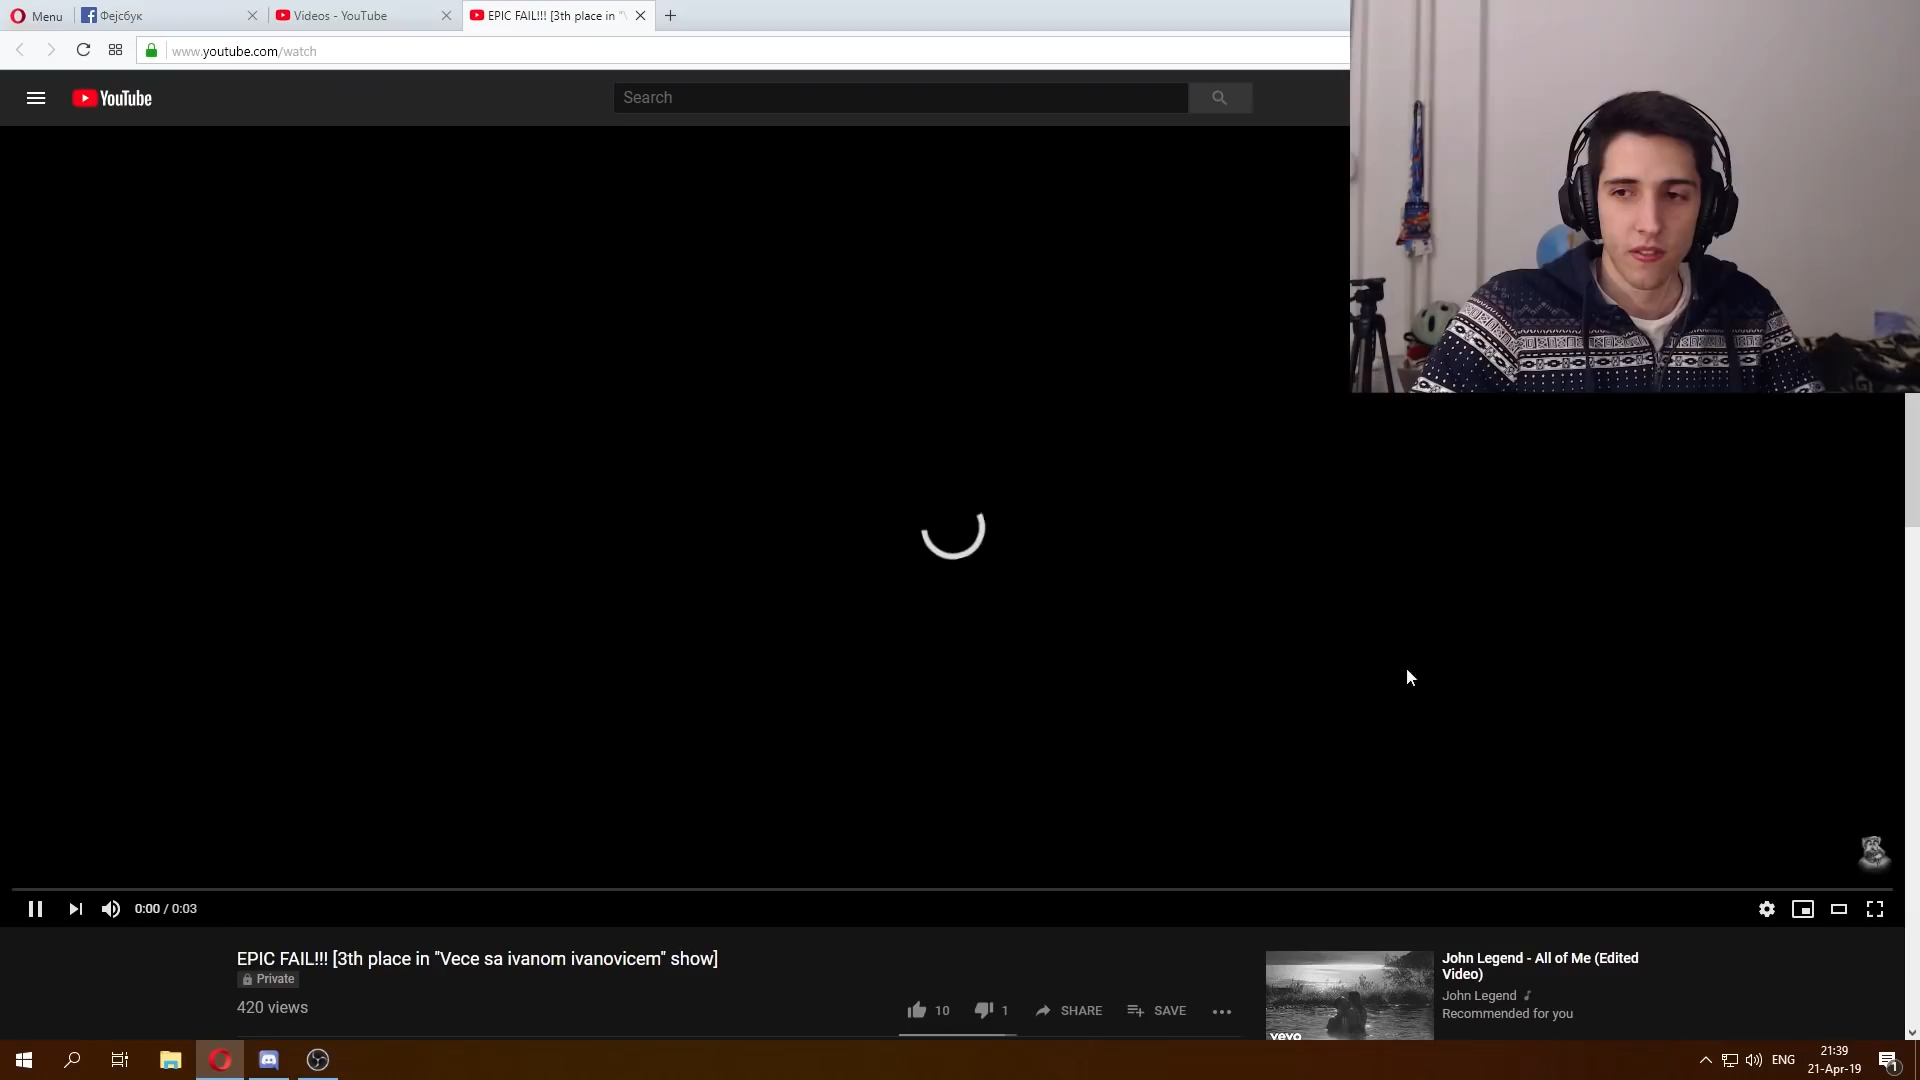 Menu
Фејсбук
Videos - YouTube
EPIC FAIL!!! [3th place in "
www.youtube.com/watch
YouTube
Search
0:00 / 0:03
EPIC FAIL!!! [3th place in "Vece sa ivanom ivanovicem" show]
Private
420 views
10
1
SHARE
SAVE
John Legend - All of Me (Edited
Video)
John Legend
Recommended for you
vevo
ENG
21:39
21-Apr-19
1